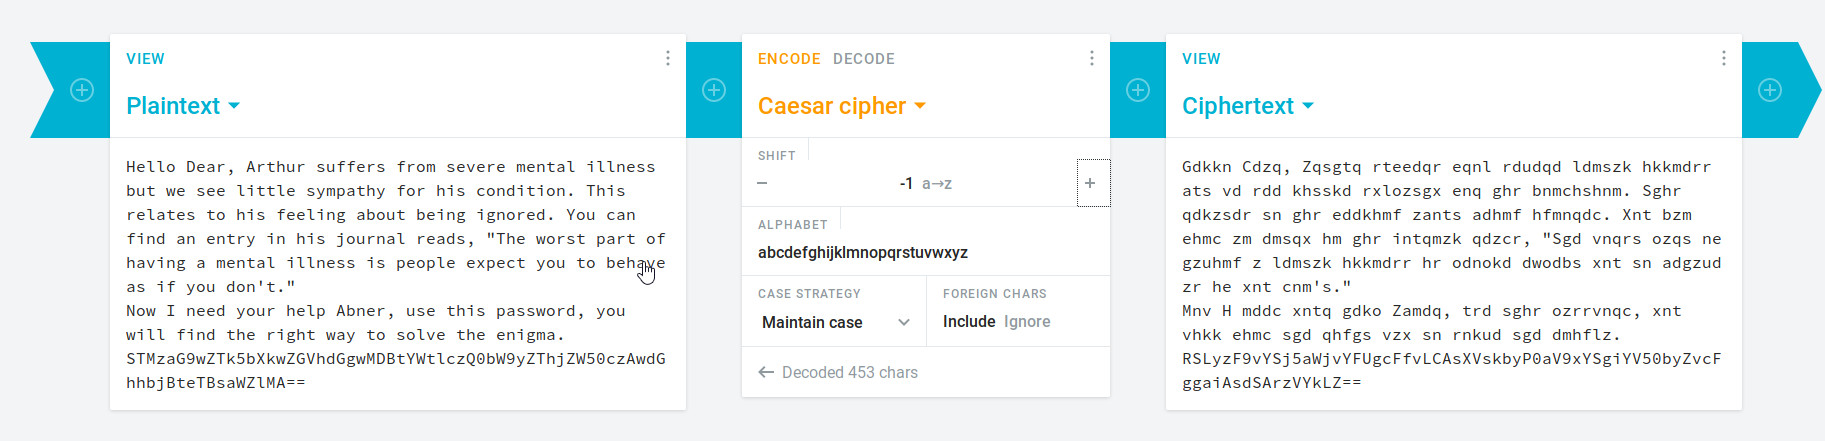 VIEW
Plaintext
Hello Dear, Arthur suffers from severe mental illness
but we see little sympathy for his condition. This
relates to his feeling about being ignored. You can
find an entry in his journal reads, "The worst part of
having a mental illness is people expect you to behave
as if you don't."
Now I need your help Abner, use this password, you
will find the right way to solve the enigma.
STMzaG9wZTk5bXkwZGVhdGgwMDBtYWtlczQ0bW9yZThjZW50czAwdG
hhbjBteTBsaWZlMA==
ENCODE DECODE
Caesar cipher
SHIFT
− -1 a→z +
ALPHABET
abcdefghijklmnopqrstuvwxyz
CASE STRATEGY
Maintain case
FOREIGN CHARS
Include Ignore
← Decoded 453 chars
VIEW
Ciphertext
Gdkkn Cdzq, Zqsgtq rteedqr eqnl rdudqd ldmszk hkkmdrr
ats vd rdd khsskd rxlozsgx enq ghr bnmchshnm. Sghr
qdkzsdr sn ghr eddkhmf zants adhmf hfmnqdc. Xnt bzm
ehmc zm dmsqx hm ghr intqmzk qdzcr, "Sgd vnqrs ozqs ne
gzuhmf z ldmszk hkkmdrr hr odnokd dwodbs xnt sn adgzud
zr he xnt cnm's."
Mnv H mddc xntq gdko Zamdq, trd sghr ozrrvnqc, xnt
vhkk ehmc sgd qhfgs vzx sn rnkud sgd dmhflz.
RSLyzF9vYSj5aWjvYFUgcFfvLCAsXVskbyP0aV9xYSgiYV50byZvcF
ggaiAsdSArzVYkLZ==